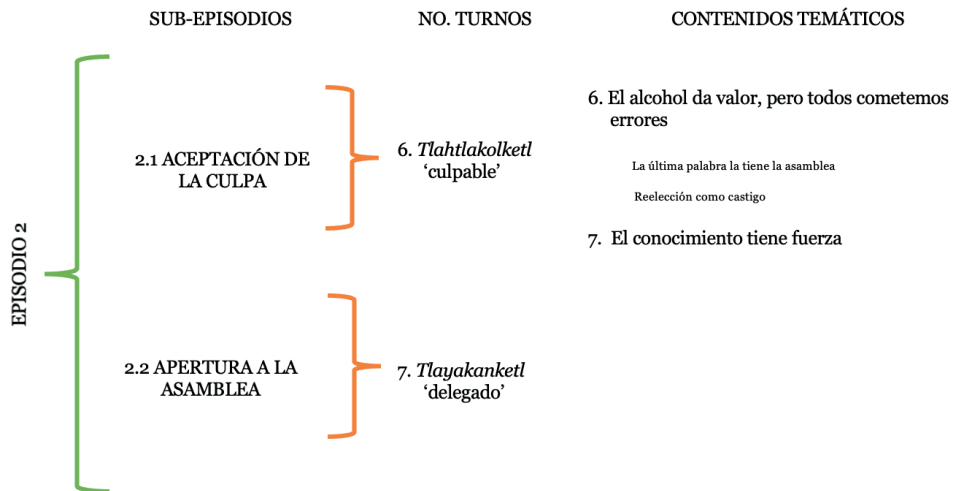 SUB-EPISODIOS
NO. TURNOS
CONTENIDOS TEMÁTICOS
EPISODIO 2
2.1 ACEPTACIÓN DE
LA CULPA
6. Tlahtlakolketl
‘culpable’
6. El alcohol da valor, pero todos cometemos
errores
La última palabra la tiene la asamblea
Reelección como castigo
7. El conocimiento tiene fuerza
2.2 APERTURA A LA
ASAMBLEA
7. Tlayakanketl
‘delegado’